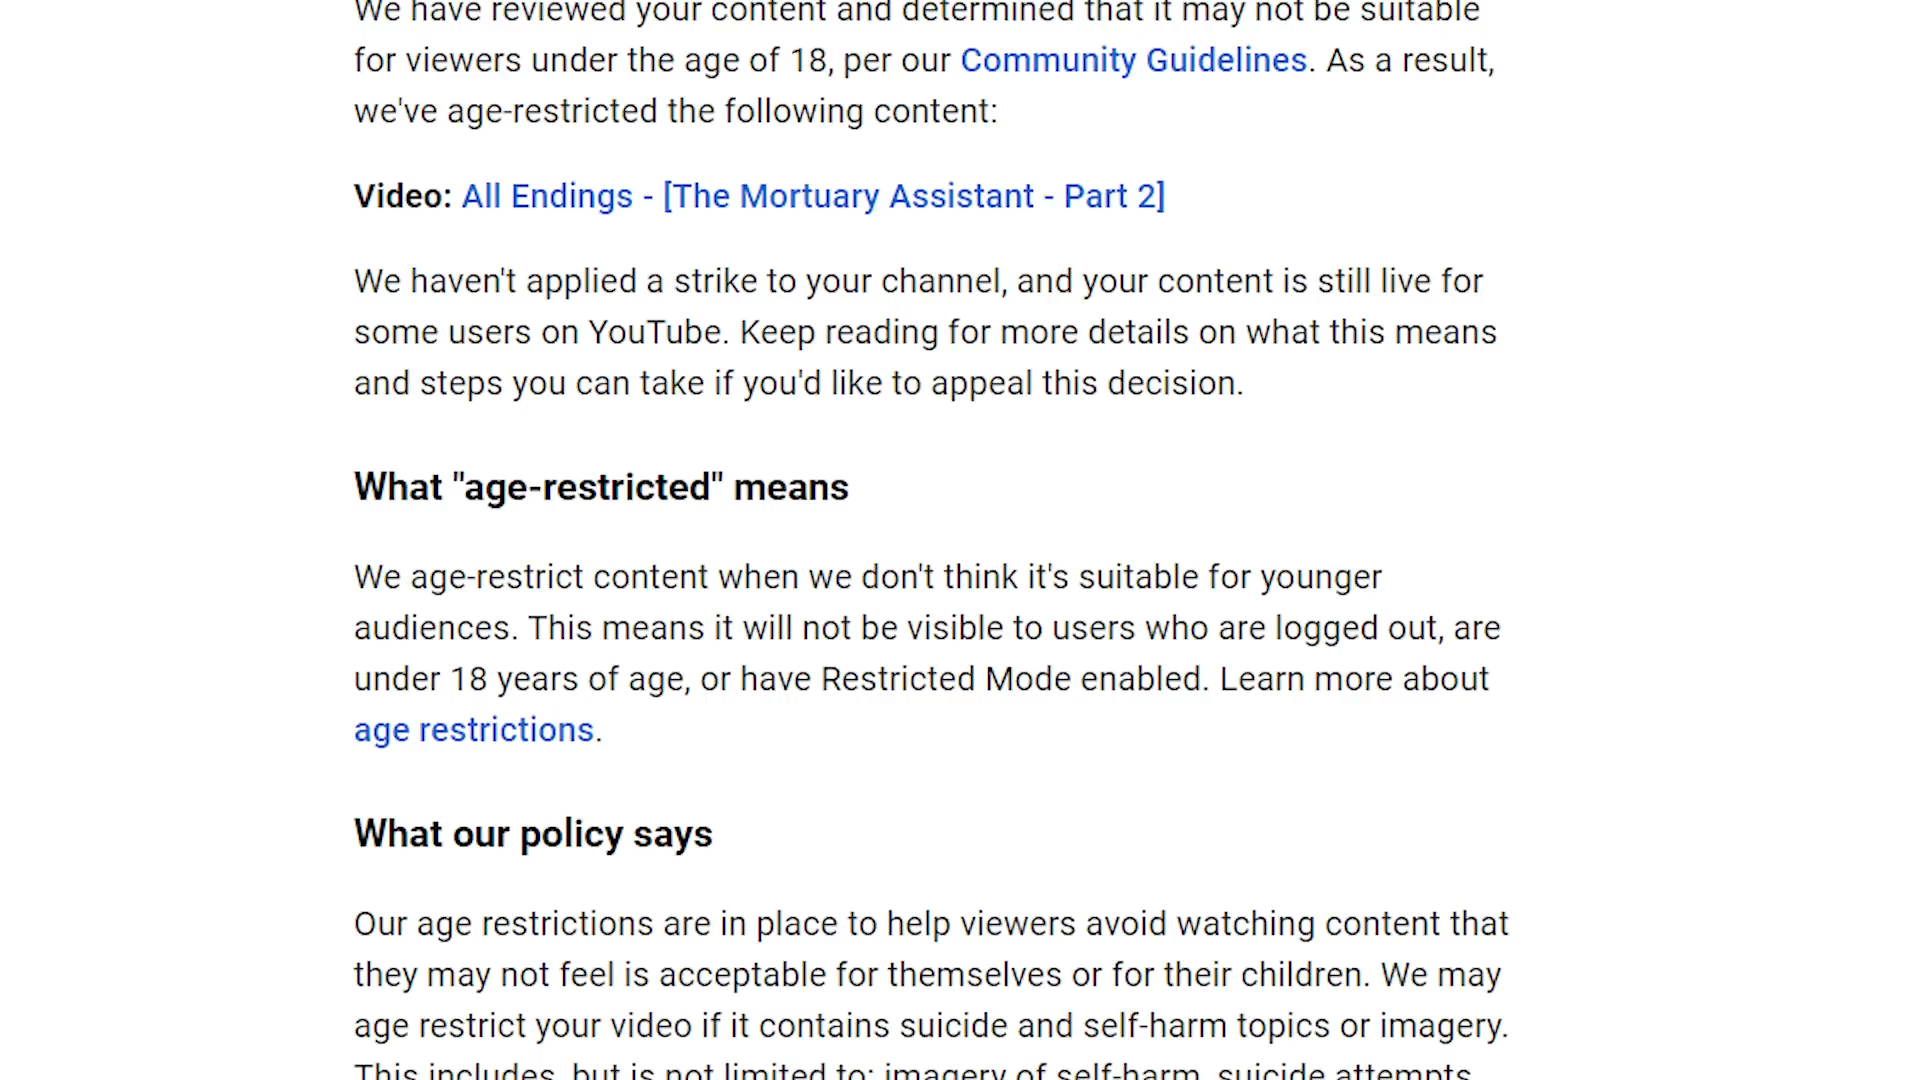 We have reviewed your content and determined that it may not be suitable
for viewers under the age of 18, per our Community Guidelines. As a result,
we've age-restricted the following content:
Video: All Endings - [The Mortuary Assistant - Part 2]
We haven't applied a strike to your channel, and your content is still live for
some users on YouTube. Keep reading for more details on what this means
and steps you can take if you'd like to appeal this decision.
What "age-restricted" means
We age-restrict content when we don't think it's suitable for younger
audiences. This means it will not be visible to users who are logged out, are
under 18 years of age, or have Restricted Mode enabled. Learn more about
age restrictions.
What our policy says
Our age restrictions are in place to help viewers avoid watching content that
they may not feel is acceptable for themselves or for their children. We may
age restrict your video if it contains suicide and self-harm topics or imagery.
This includes, but is not limited to: imagery of self-harm, suicide attempts